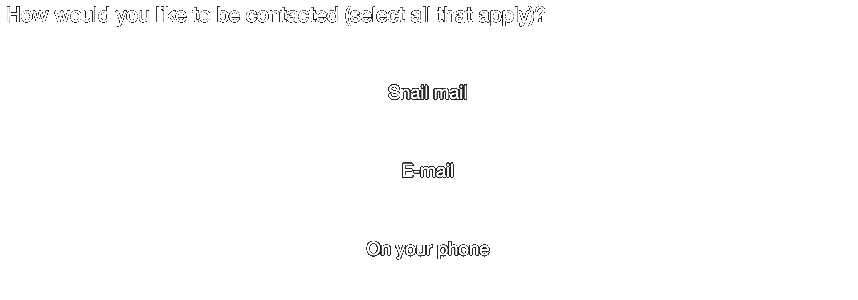 How would you like to be contacted (select all that apply)?
Snail mail
E-mail
On your phone